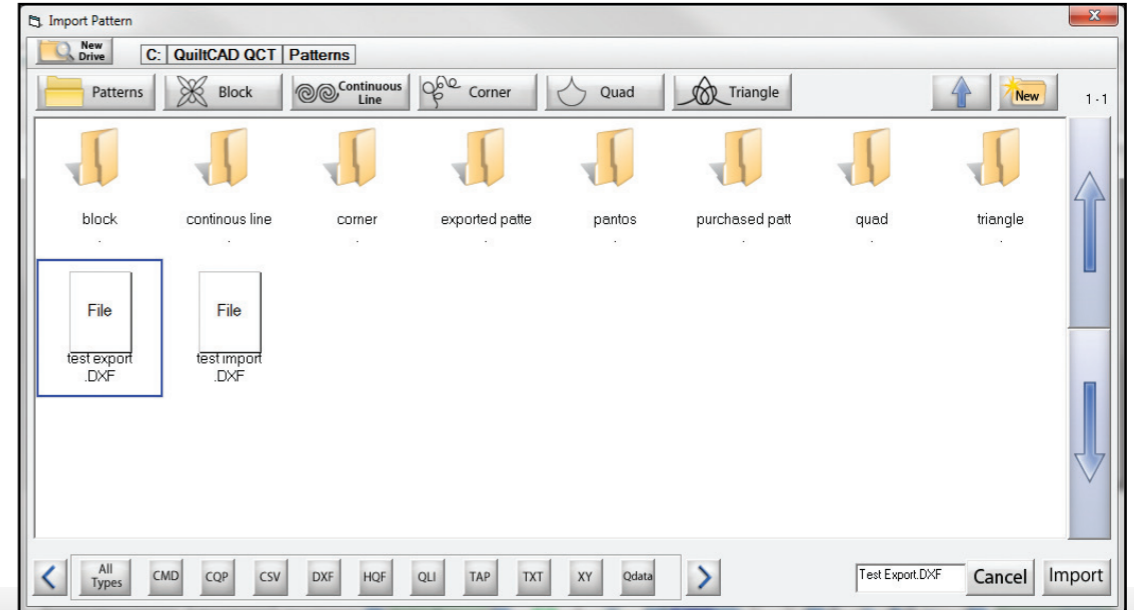 Import Pattern
New
Drive
C: QuiltCAD QCT Patterns
Patterns Block Continuous
Line Corner Quad Triangle New 1 - 1
block continous line corner exported patte pantos purchased patt quad triangle
File File
test export test import
.DXF .DXF
All
Types CMD CQP CSV DXF HQF QLI TAP TXT XY Qdata Test Export.DXF Cancel Import